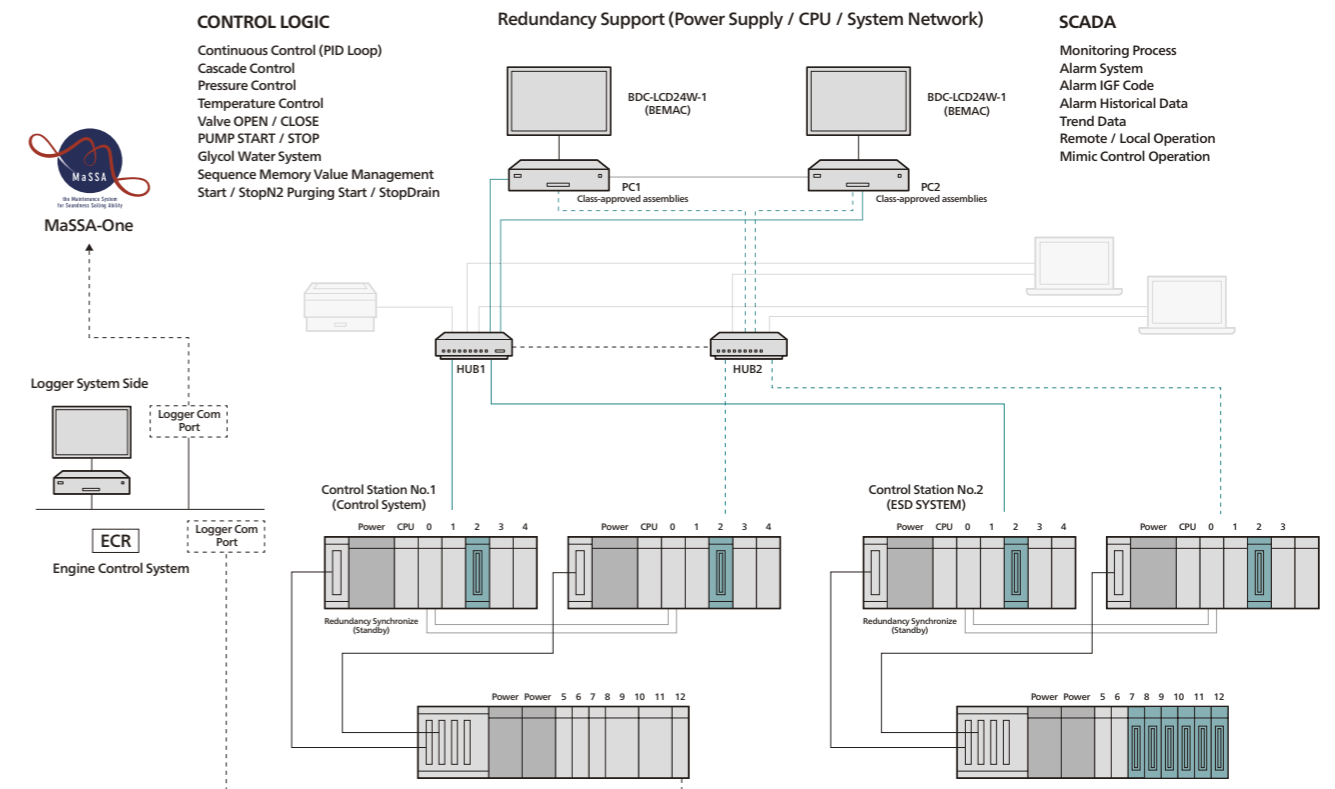 Redundancy Support (Power Supply / CPU / System Network)
CONTROL LOGIC
Continuous Control (PID Loop)
Cascade Control
Pressure Control
Temperature Control
Valve OPEN / CLOSE
PUMP START / STOP
Glycol Water System
Sequence Memory Value Management
Start / StopN2 Purging Start / StopDrain
SCADA
Monitoring Process
Alarm System
Alarm IGF Code
Alarm Historical Data
Trend Data
Remote / Local Operation
Mimic Control Operation
BDC-LCD24W-1
(BEMAC)
BDC-LCD24W-1
(BEMAC)
PC1
Class-approved assemblies
PC2
Class-approved assemblies
MaSSA
the Maintenance System
for Seamless Sailing Ability
MaSSA-One
HUB1
HUB2
Logger System Side
Logger Com
Port
ECR
Engine Control System
Logger Com
Port
Control Station No.1
(Control System)
Power CPU 0 1 2 3 4
Power CPU 0 1 2 3 4
Redundancy Synchronize
(Standby)
Power Power 5 6 7 8 9 10 11 12
Control Station No.2
(ESD SYSTEM)
Power CPU 0 1 2 3 4
Power CPU 0 1 2 3
Redundancy Synchronize
(Standby)
Power Power 5 6 7 8 9 10 11 12